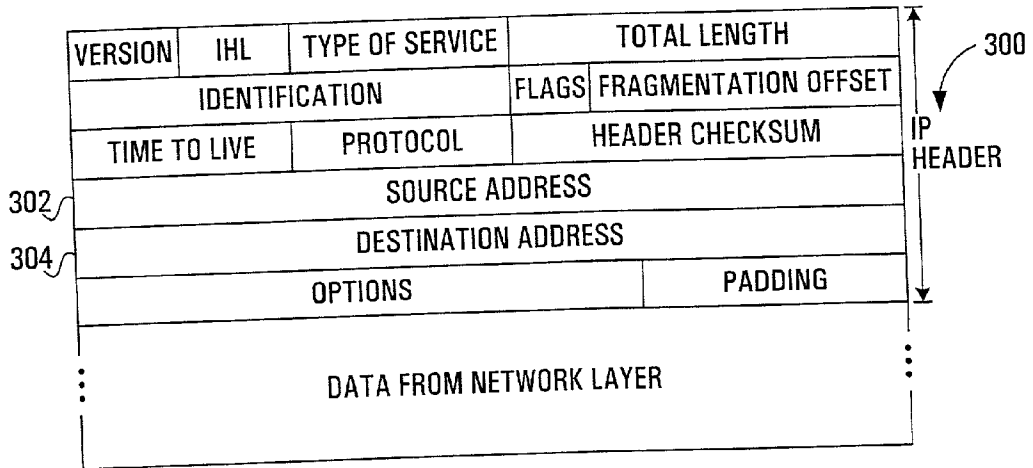 VERSION IHL TYPE OF SERVICE TOTAL LENGTH
300
IDENTIFICATION FLAGS FRAGMENTATION OFFSET
TIME TO LIVE PROTOCOL HEADER CHECKSUM
IP
HEADER
302 SOURCE ADDRESS
304 DESTINATION ADDRESS
OPTIONS PADDING
DATA FROM NETWORK LAYER